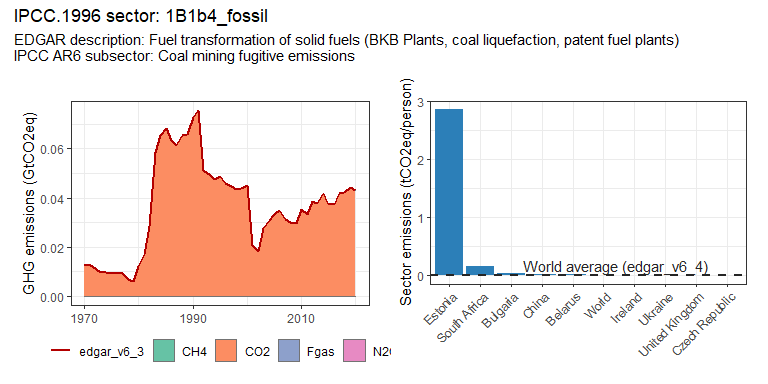 IPCC.1996 sector: 1B1b4_fossil
EDGAR description: Fuel transformation of solid fuels (BKB Plants, coal liquefaction, patent fuel plants)
IPCC AR6 subsector: Coal mining fugitive emissions
GHG emissions (GtCO2eq)
0.06
0.04
0.02
0.00
1970
1990
2010
edgar_v6_3
CH4
CO2
Fgas
N2
Sector emissions (tCO2eq/person)
3
2
1
0
World average (edgar_v6_4)
Estonia
South Africa
Bulgaria
China
Belarus
World
Ireland
Ukraine
United Kingdom
Czech Republic